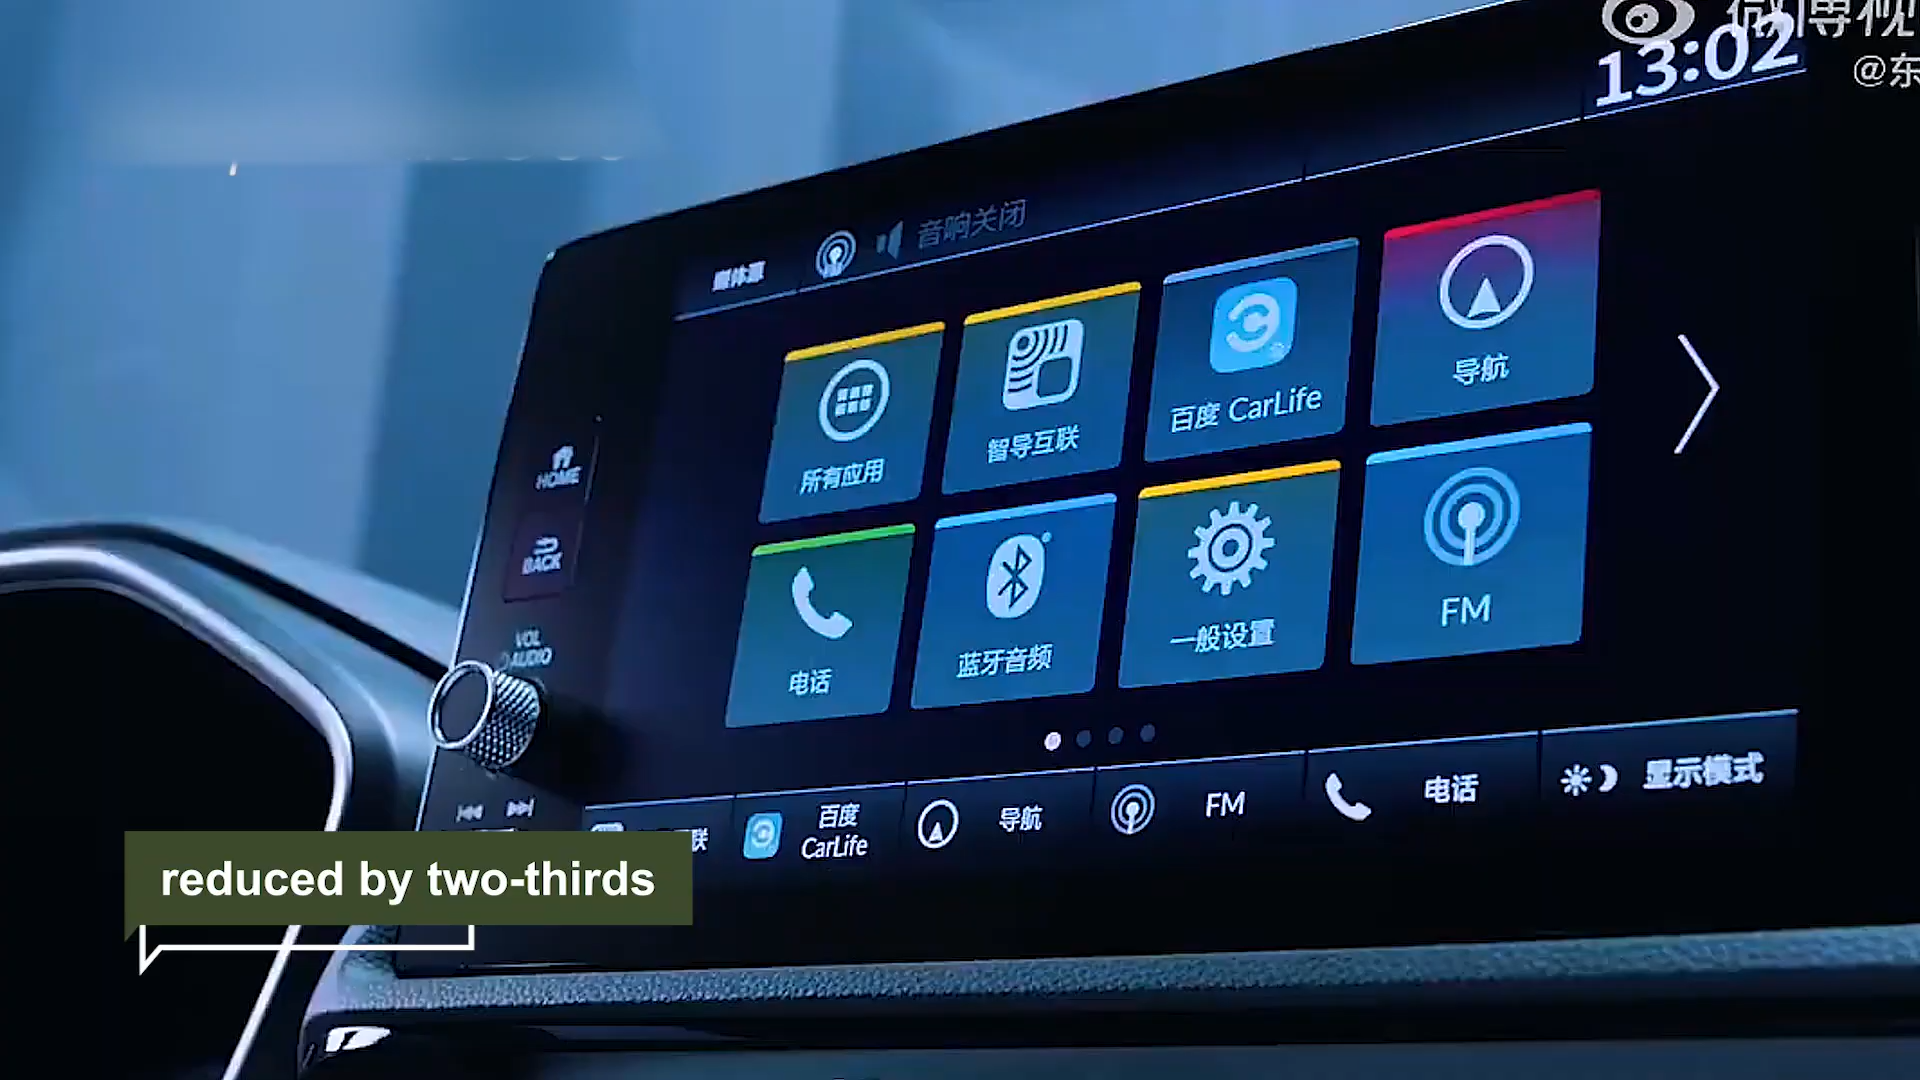 微博视
13:02
@东
媒体源
音响关闭
所有应用
智导互联
百度 CarLife
导航
HOME
BACK
VOL
AUDIO
电话
蓝牙音频
一般设置
FM
联
百度
CarLife
导航
FM
电话
显示模式
reduced by two-thirds